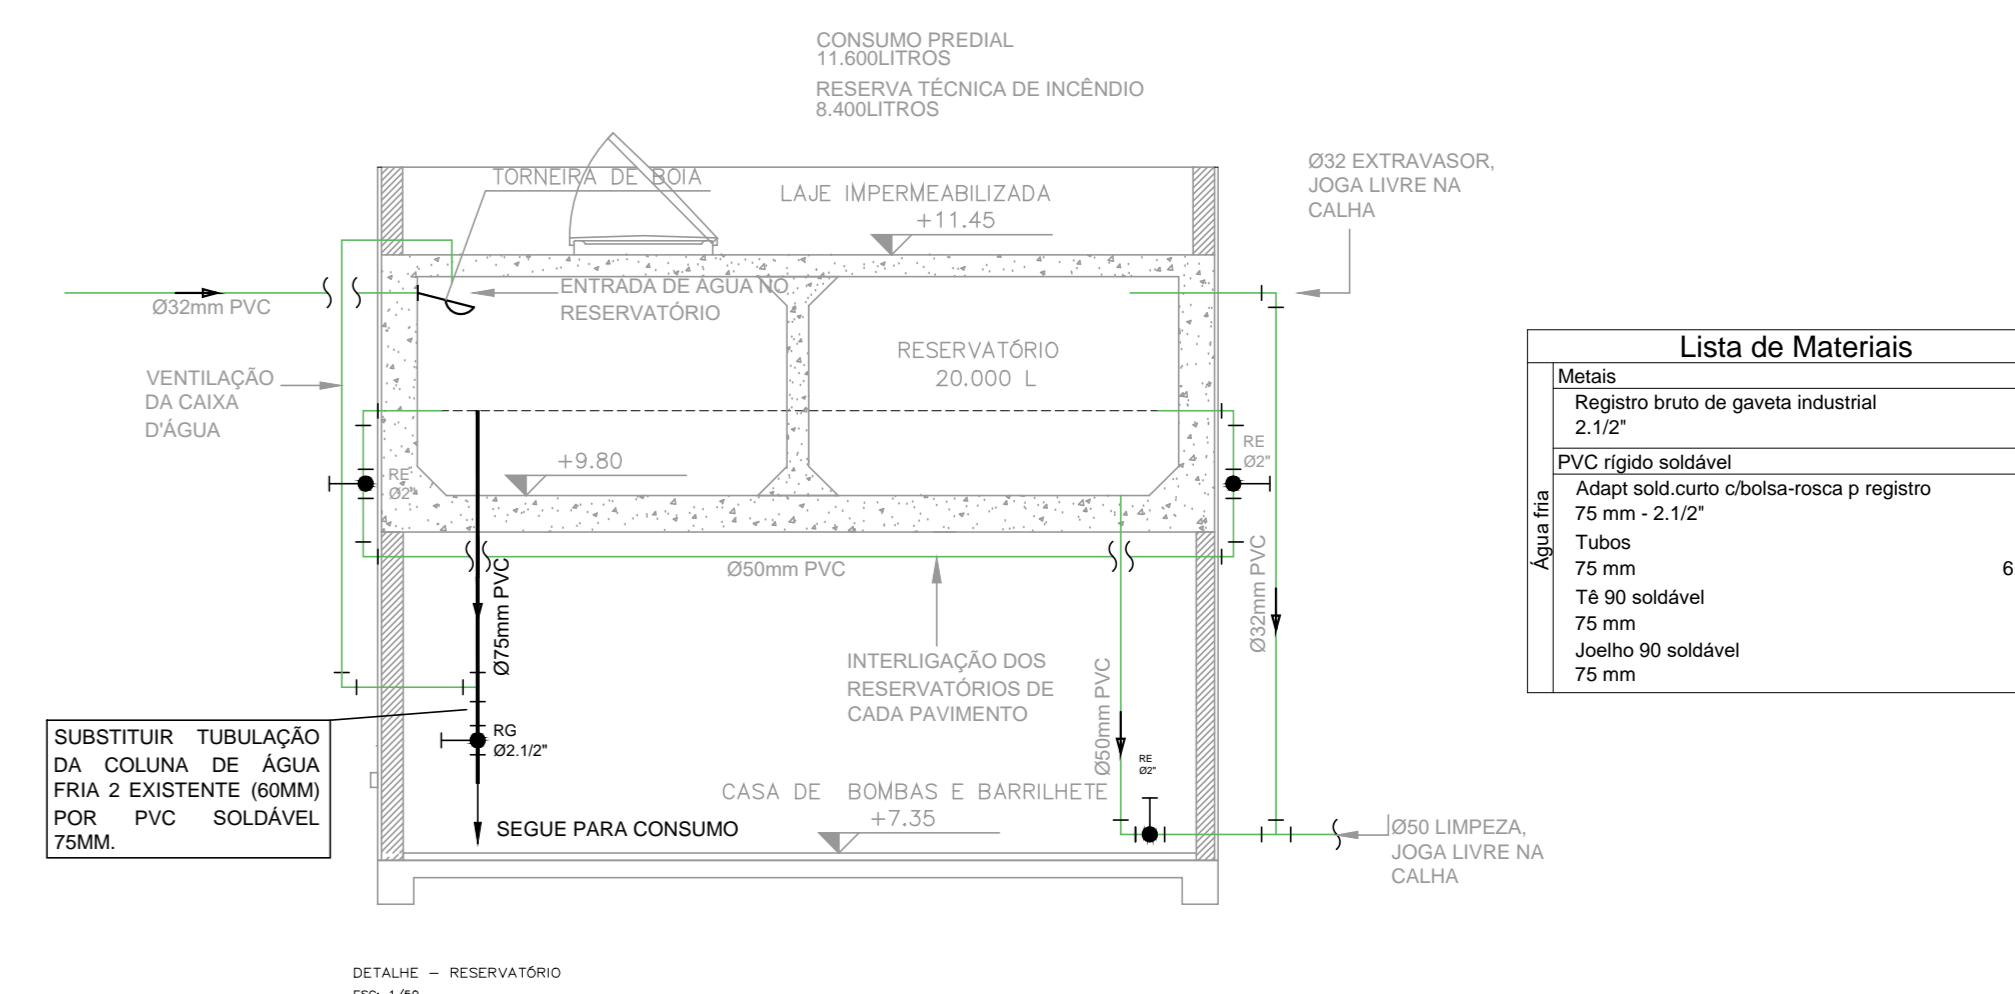 CONSUMO PREDIAL
11.600LITROS
RESERVA TÉCNICA DE INCÊNDIO
8.400LITROS
TORNEIRA DE BOIA
LAJE IMPERMEABILIZADA
+11.45
Ø32 EXTRAVASOR,
JOGA LIVRE NA
CALHA
Ø32mm PVC
ENTRADA DE ÁGUA NO
RESERVATÓRIO
RESERVATÓRIO
20.000 L
VENTILAÇÃO
DA CAIXA
D'ÁGUA
RE
Ø2"
+9.80
RE
Ø2"
Ø50mm PVC
Ø75mm PVC
INTERLIGAÇÃO DOS
RESERVATÓRIOS DE
CADA PAVIMENTO
Ø50mm PVC
Ø32mm PVC
SUBSTITUIR TUBULAÇÃO
DA COLUNA DE ÁGUA
FRIA 2 EXISTENTE (60MM)
POR PVC SOLDÁVEL
75MM.
RG
Ø2.1/2"
RE
Ø2"
CASA DE BOMBAS E BARRILHETE
+7.35
SEGUE PARA CONSUMO
Ø50 LIMPEZA,
JOGA LIVRE NA
CALHA
Lista de Materiais
Água fria
Metais
Registro bruto de gaveta industrial
2.1/2"
PVC rígido soldável
Adapt sold.curto c/bolsa-rosca p registro
75 mm - 2.1/2"
Tubos
75 mm 6
Tê 90 soldável
75 mm
Joelho 90 soldável
75 mm
DETALHE – RESERVATÓRIO
ESC: 1/50